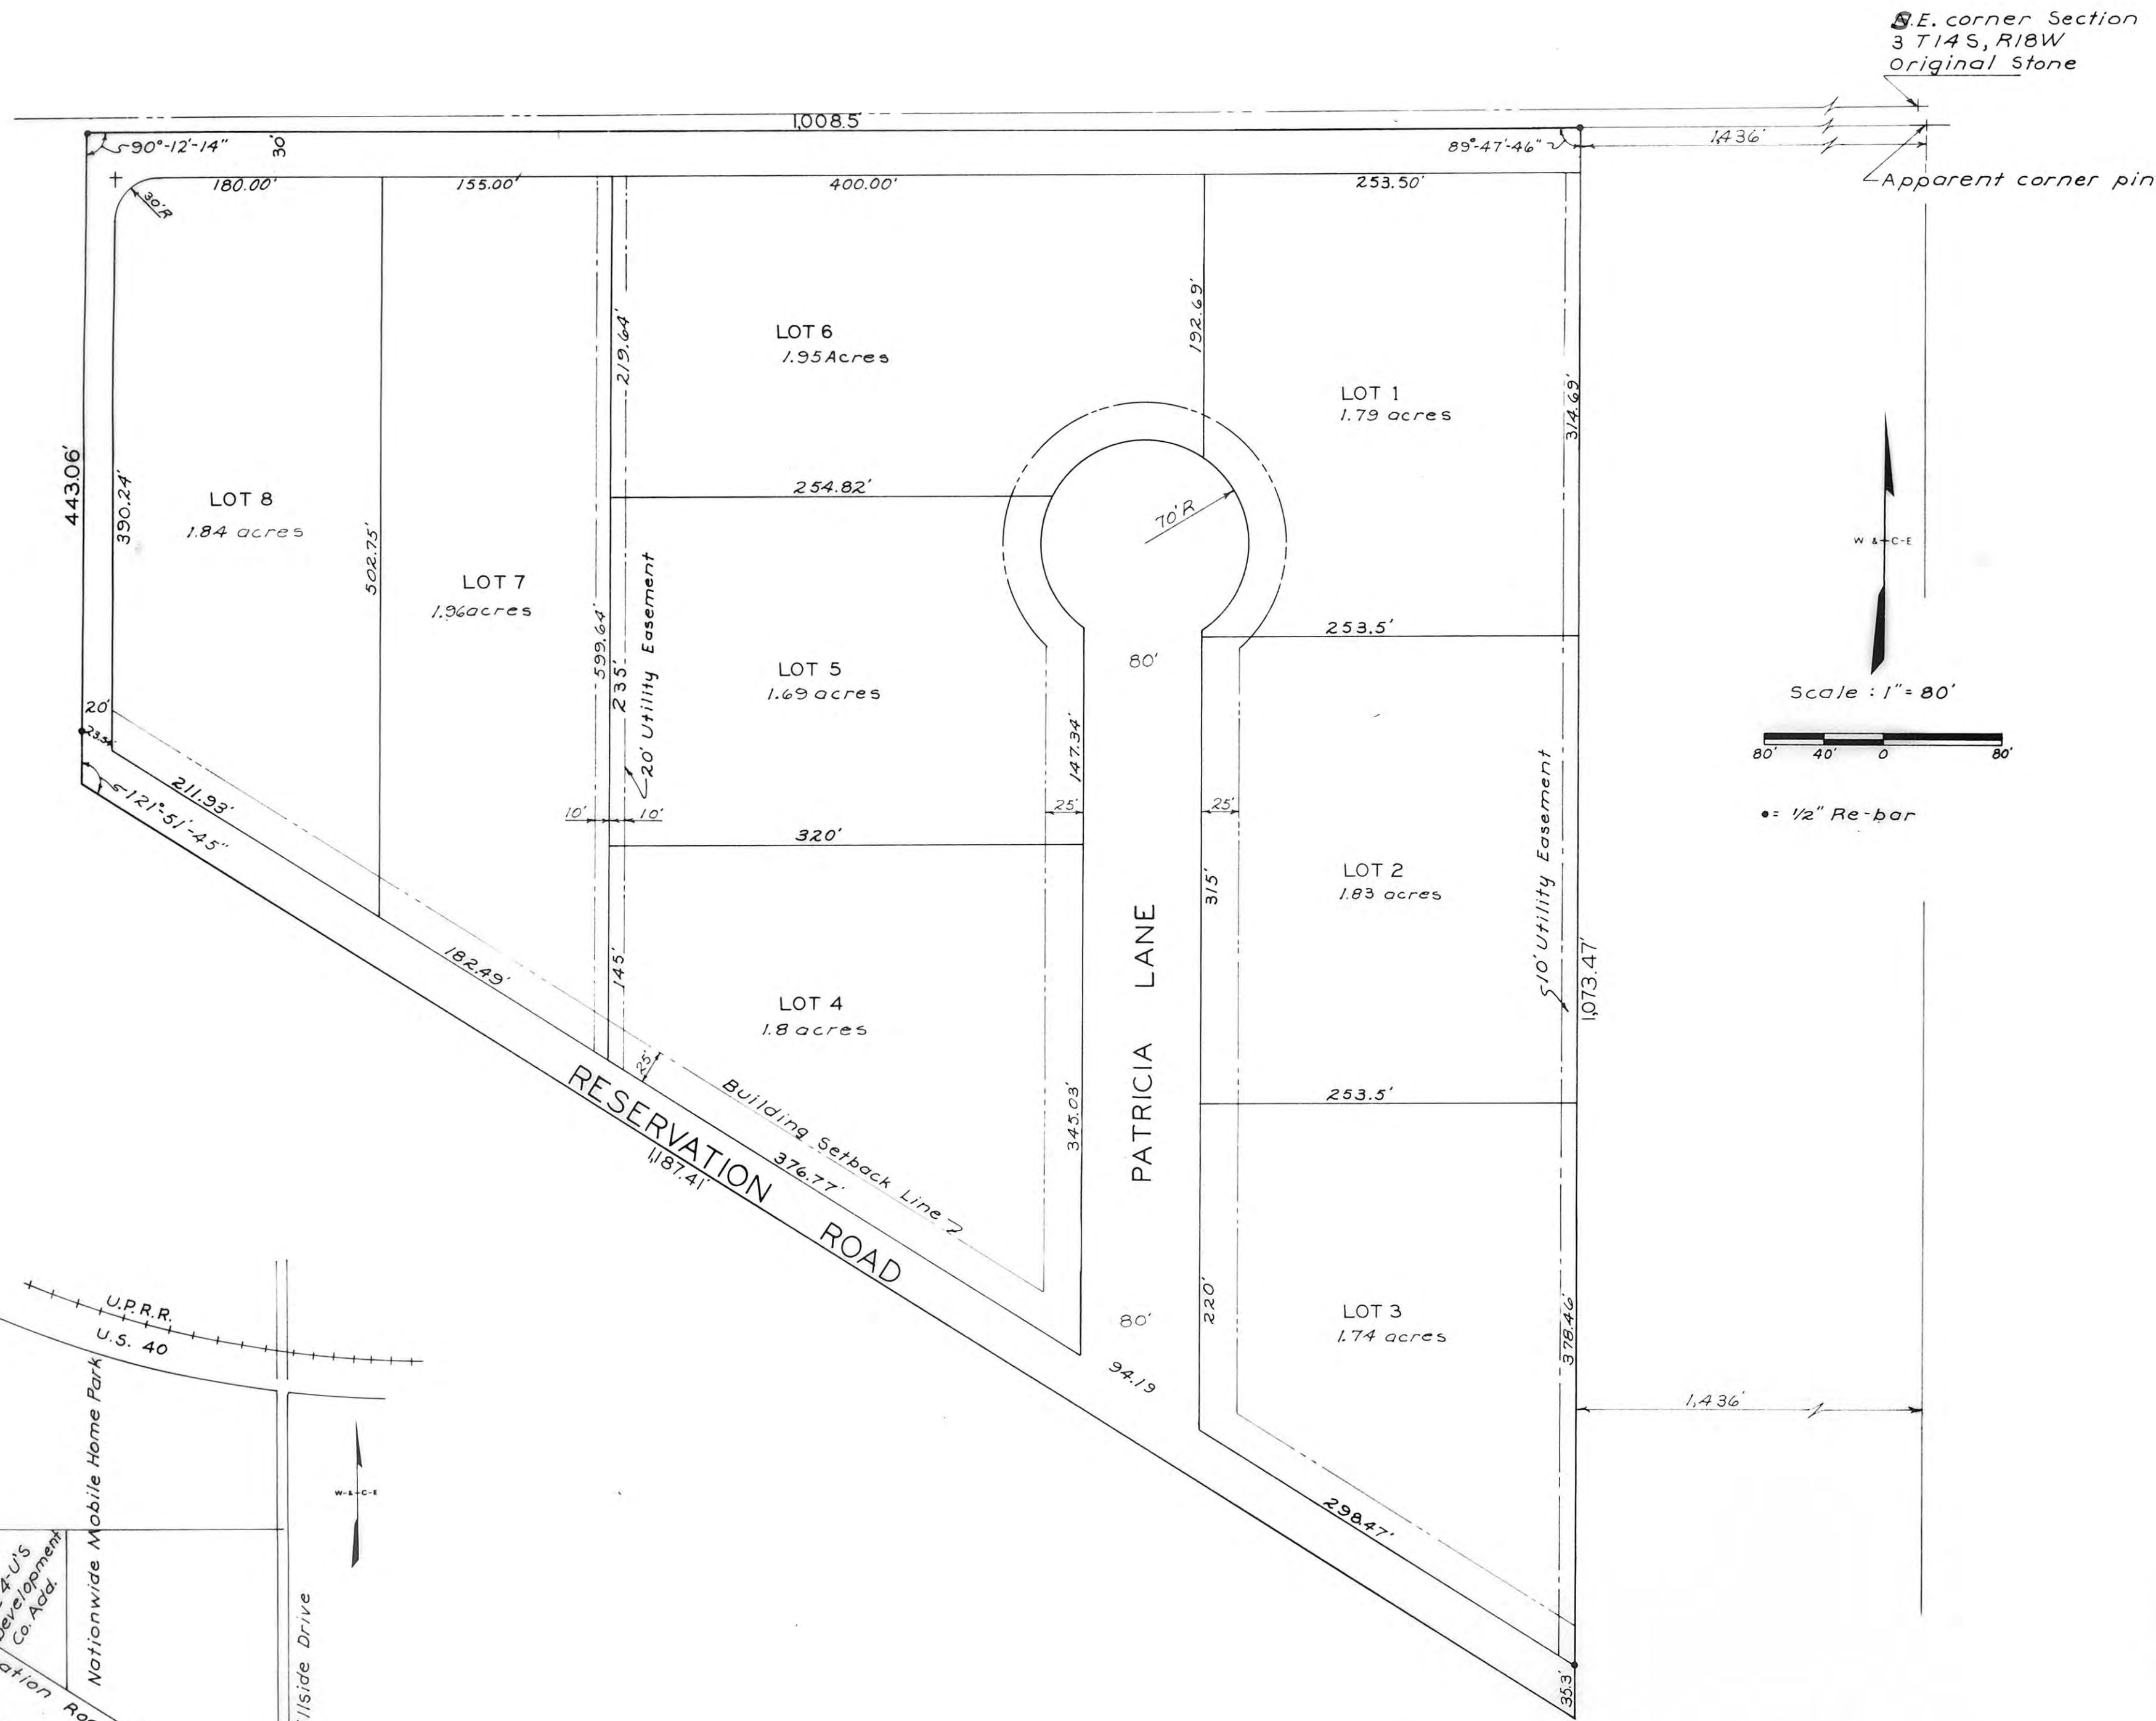 S.E. corner Section
3 T14S, R18W
Original Stone
1,008.5'
90°-12'-14"
30'
89°-47'-46"
1,436'
Apparent corner pin
180.00'
155.00'
400.00'
253.50'
30'R
219.64'
192.69'
LOT 6
1.95 Acres
LOT 1
1.79 acres
314.69'
443.06'
390.24'
LOT 8
1.84 acres
502.75'
254.82'
70'R
W & C-E
LOT 7
1.96 acres
599.64'
235'
20' Utility Easement
LOT 5
1.69 acres
80'
253.5'
Scale : 1" = 80'
80' 40' 0 80'
• = 1/2" Re-bar
20'
23.54'
211.93'
121°-51'-45"
10' 10'
147.34'
25' 25'
320'
315'
LOT 2
1.83 acres
10' Utility Easement
1,073.47'
182.49'
145'
LOT 4
1.8 acres
PATRICIA LANE
345.03'
253.5'
25'
Building Setback Line
376.77'
RESERVATION ROAD
1,187.41'
80'
94.19
220'
LOT 3
1.74 acres
378.46'
1,436'
298.47'
35.3'
U.P.R.R.
U.S. 40
Nationwide Mobile Home Park
W-&-C-E
4-U'S
Development
Co. Add.